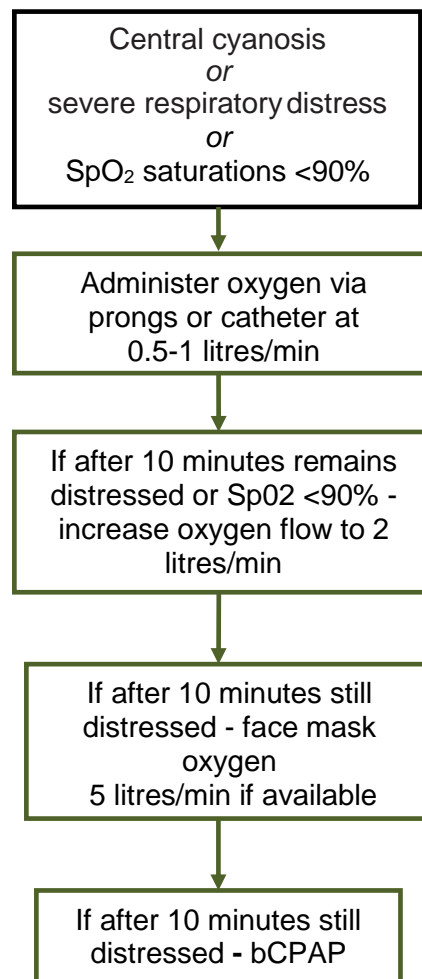 Central cyanosis
or
severe respiratory distress
or
SpO₂ saturations <90%
Administer oxygen via
prongs or catheter at
0.5-1 litres/min
If after 10 minutes remains
distressed or Sp02 <90% -
increase oxygen flow to 2
litres/min
If after 10 minutes still
distressed - face mask
oxygen
5 litres/min if available
If after 10 minutes still
distressed - bCPAP